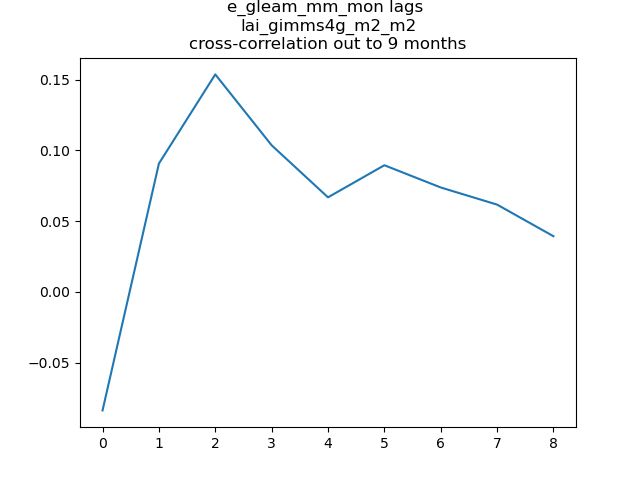 e_gleam_mm_mon lags
lai_gimms4g_m2_m2
cross-correlation out to 9 months
0.15
0.10
0.05
0.00
−0.05
0 1 2 3 4 5 6 7 8